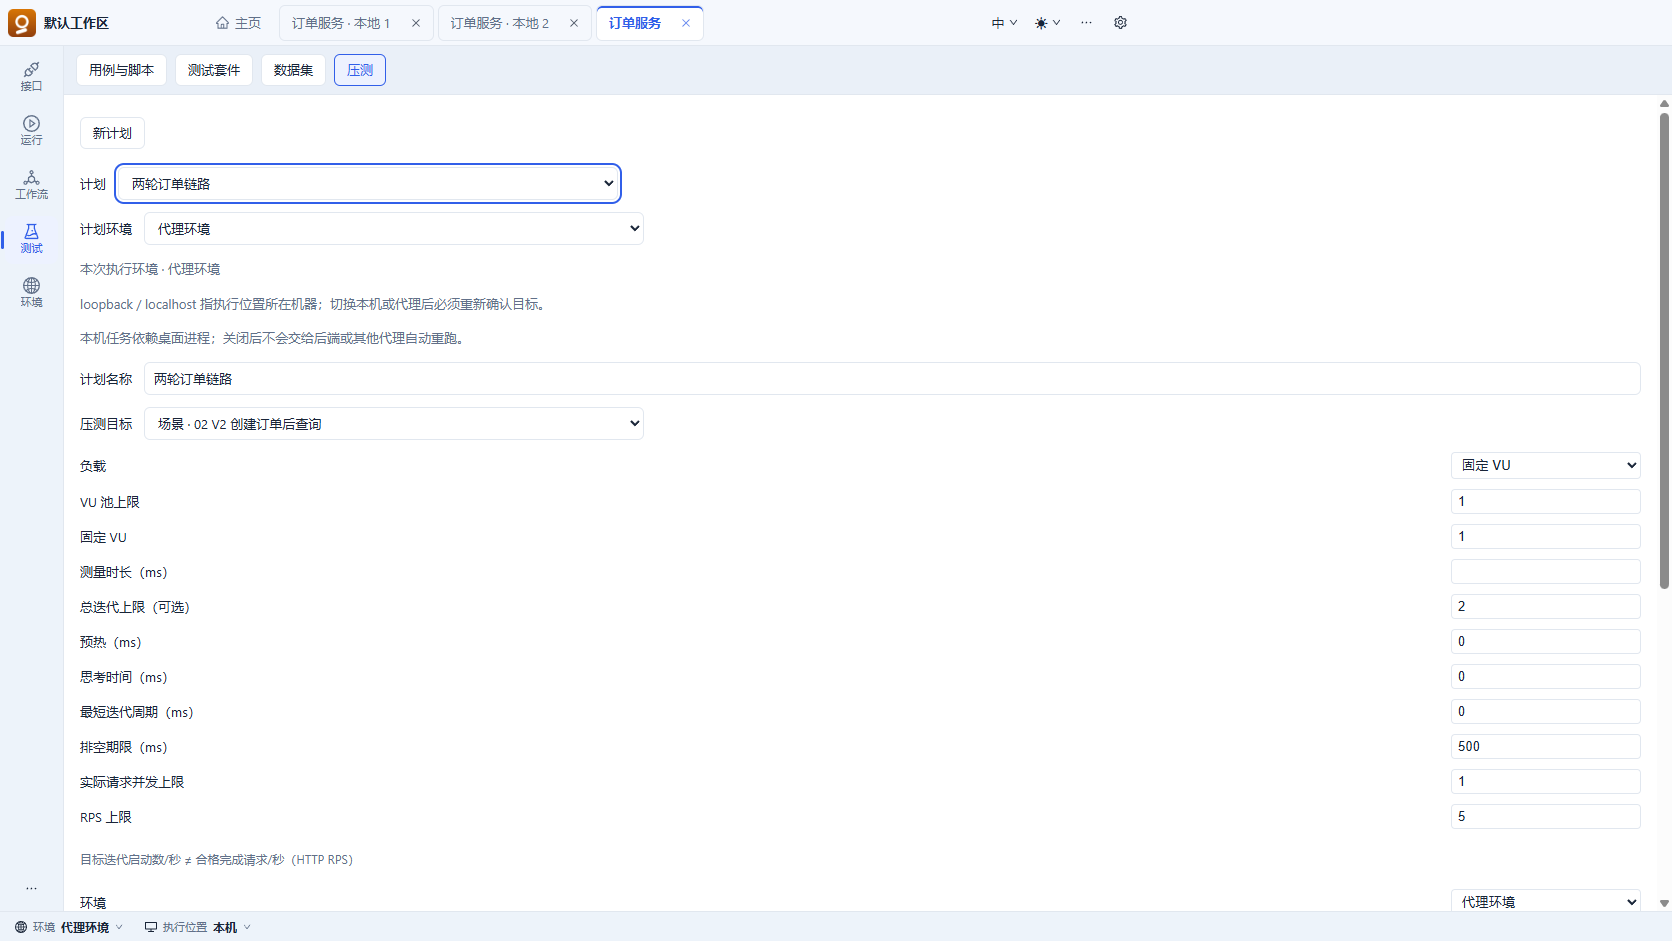 默认工作区
主页
订单服务 · 本地 1
订单服务 · 本地 2
订单服务
中
接口
运行
工作流
测试
环境
用例与脚本
测试套件
数据集
压测
新计划
计划 两轮订单链路
计划环境 代理环境
本次执行环境 · 代理环境
loopback / localhost 指执行位置所在机器；切换本机或代理后必须重新确认目标。
本机任务依赖桌面进程；关闭后不会交给后端或其他代理自动重跑。
计划名称 两轮订单链路
压测目标 场景 · 02 V2 创建订单后查询
负载 固定 VU
VU 池上限 1
固定 VU 1
测量时长（ms）
总迭代上限（可选） 2
预热（ms） 0
思考时间（ms） 0
最短迭代周期（ms） 0
排空期限（ms） 500
实际请求并发上限 1
RPS 上限 5
目标迭代启动数/秒 ≠ 合格完成请求/秒（HTTP RPS）
环境 代理环境
环境 代理环境 执行位置 本机